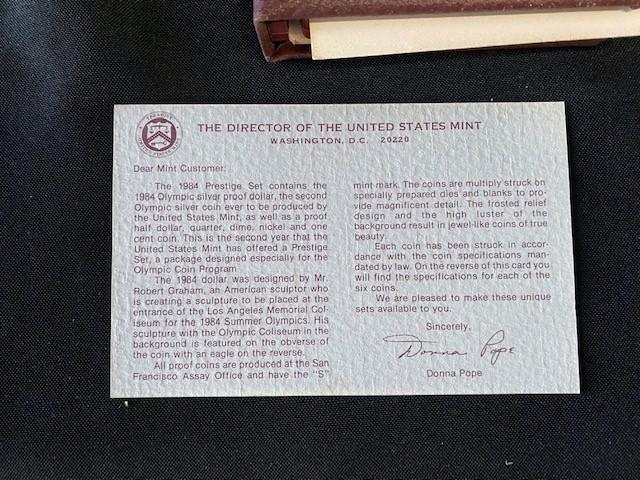 THE DIRECTOR OF THE UNITED STATES MINT
WASHINGTON, D.C. 20220
Dear Mint Customer:
The 1984 Prestige Set contains the
1984 Olympic silver proof dollar, the second
Olympic silver coin ever to be produced by
the United States Mint, as well as a proof
half dollar, quarter, dime, nickel and one
cent coin. This is the second year that the
United States Mint has offered a Prestige
Set, a package designed especially for the
Olympic Coin Program
The 1984 dollar was designed by Mr.
Robert Graham, an American sculptor who
is creating a sculpture to be placed at the
entrance of the Los Angeles Memorial Col-
iseum for the 1984 Summer Olympics. His
sculpture with the Olympic Coliseum in the
background is featured on the obverse of
the coin with an eagle on the reverse.
All proof coins are produced at the San
Francisco Assay Office and have the "S"
mint mark. The coins are multiply struck on
specially prepared dies and blanks to pro-
vide magnificent detail. The frosted relief
design and the high luster of the
background result in jewel-like coins of true
beauty.
Each coin has been struck in accor-
dance with the coin specifications man-
dated by law. On the reverse of this card you
will find the specifications for each of the
six coins.
We are pleased to make these unique
sets available to you.
Sincerely,
Donna Pope
Donna Pope